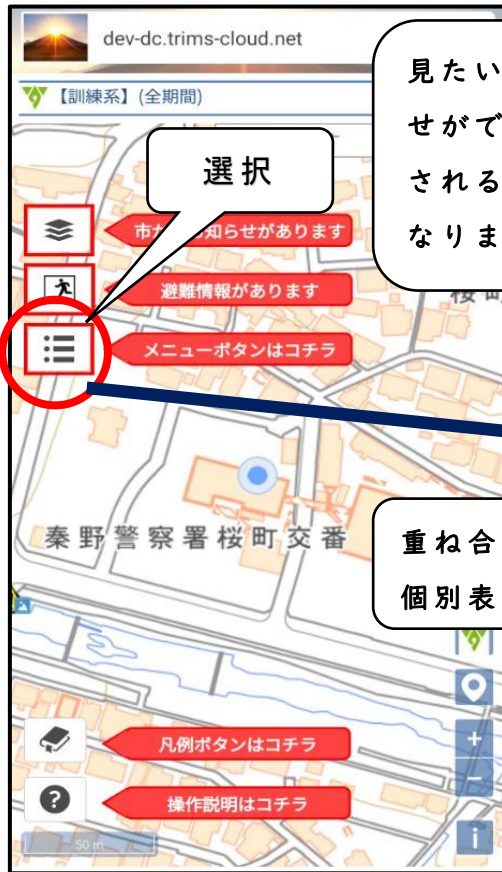 dev-dc.trims-cloud.net
【訓練系】(全期間)
見たい
せがで
される
なりま
選択
市か
お知らせがあります
避難情報があります
メニューボタンはコチラ
秦野警察署桜町交番
重ね合
個別表
凡例ボタンはコチラ
操作説明はコチラ
50 m